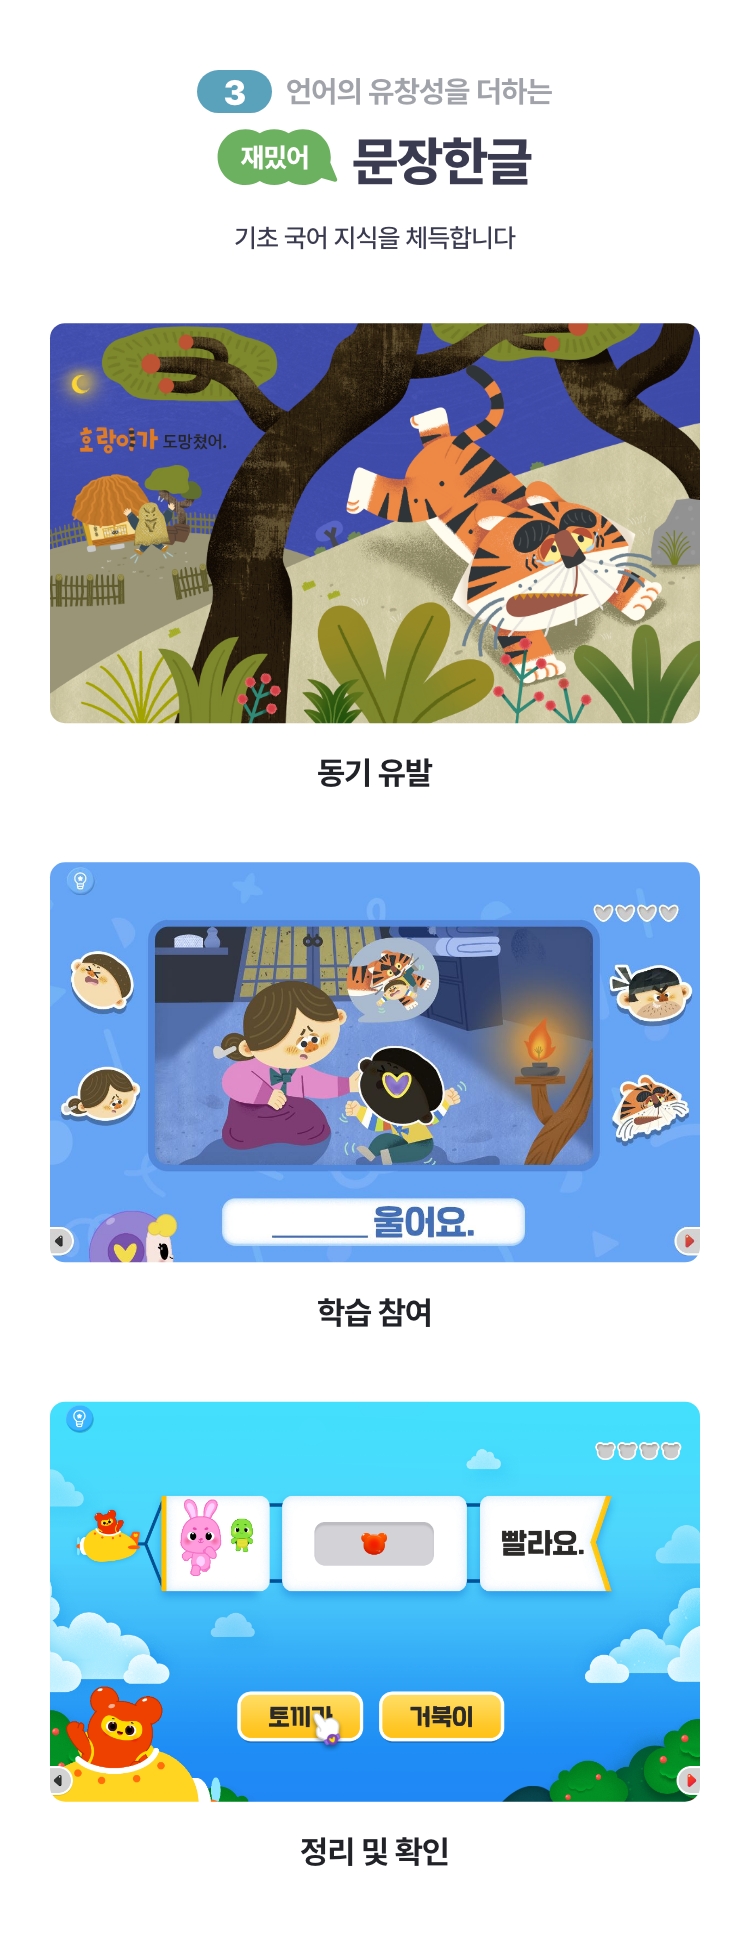 3 언어의 유창성을 더하는
재밌어 문장한글
기초 국어 지식을 체득합니다
호랑이가 도망쳤어.
동기 유발
울어요.
학습 참여
빨라요.
토끼가 거북이
정리 및 확인